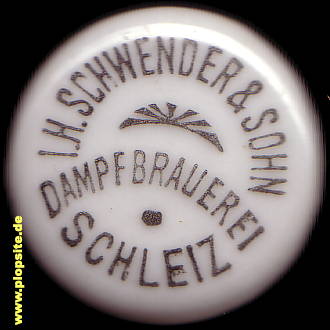 I.H. SCHWENDER & SOHN
DAMPFBRAUEREI
SCHLEIZ
www.plopsite.de